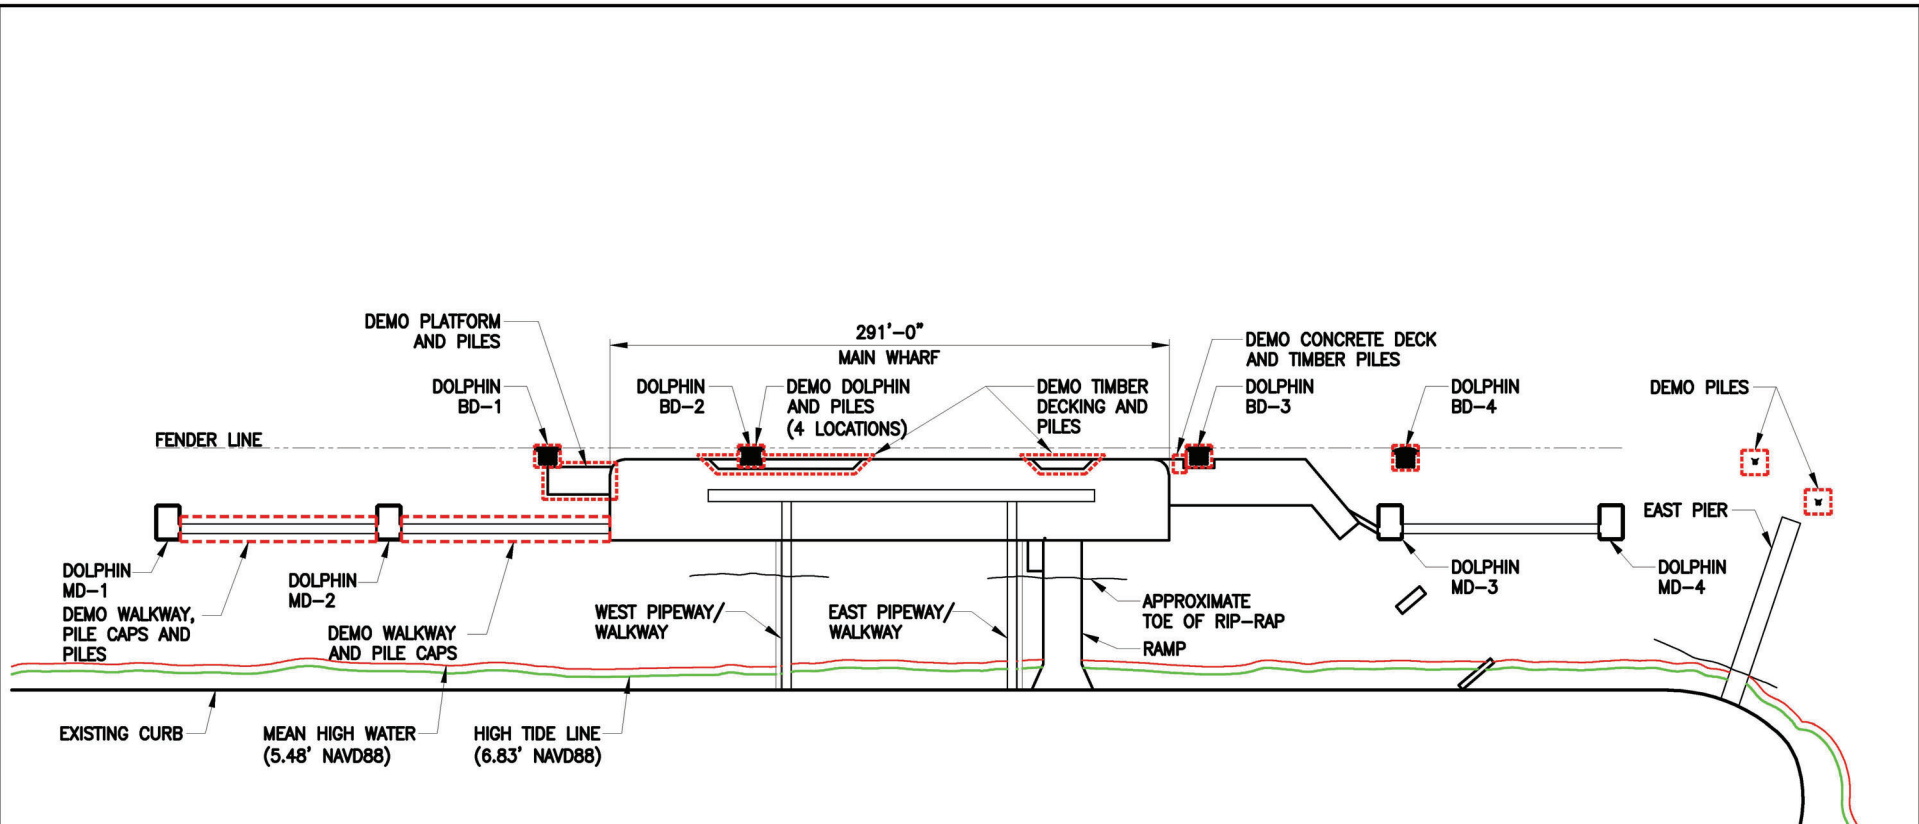 DEMO PLATFORM
AND PILES
291'-0"
MAIN WHARF
DEMO CONCRETE DECK
AND TIMBER PILES
DOLPHIN
BD-1
DOLPHIN
BD-2
DEMO DOLPHIN
AND PILES
(4 LOCATIONS)
DEMO TIMBER
DECKING AND
PILES
DOLPHIN
BD-3
DOLPHIN
BD-4
DEMO PILES
FENDER LINE
EAST PIER
DOLPHIN
MD-1
DEMO WALKWAY,
PILE CAPS AND
PILES
DOLPHIN
MD-2
DEMO WALKWAY
AND PILE CAPS
WEST PIPEWAY/
WALKWAY
EAST PIPEWAY/
WALKWAY
APPROXIMATE
TOE OF RIP-RAP
RAMP
DOLPHIN
MD-3
DOLPHIN
MD-4
EXISTING CURB
MEAN HIGH WATER
(5.48' NAVD88)
HIGH TIDE LINE
(6.83' NAVD88)